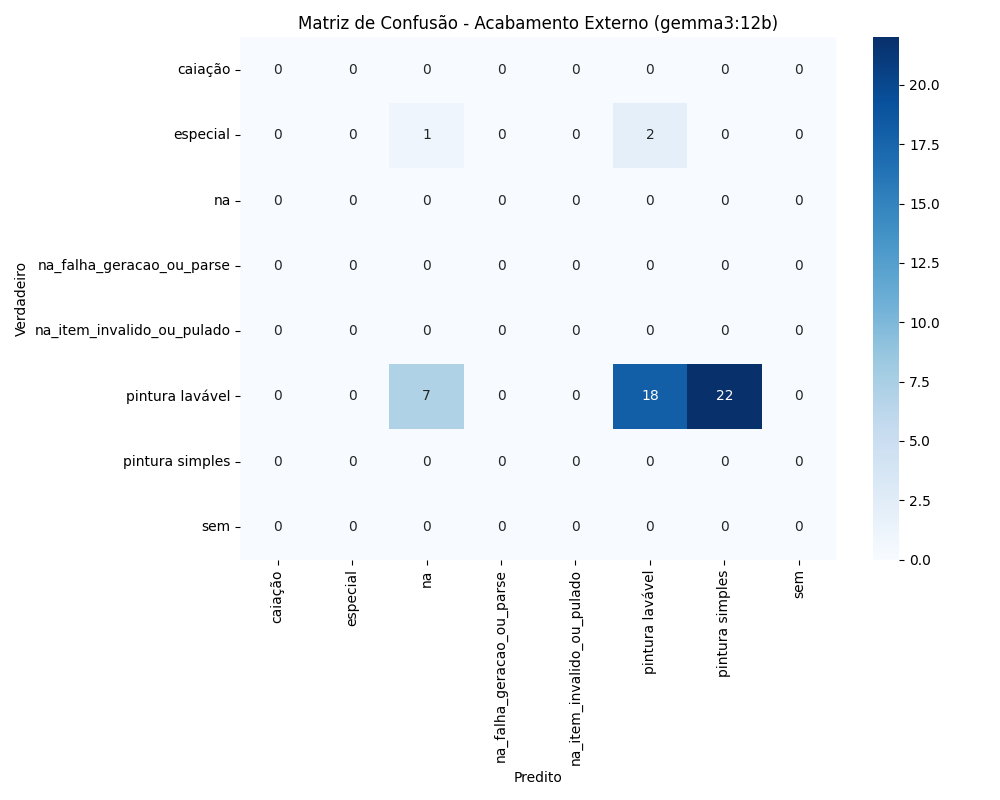 Matriz de Confusão - Acabamento Externo (gemma3:12b)
caiação 0 0 0 0 0 0 0 0
especial 0 0 1 0 0 2 0 0
na 0 0 0 0 0 0 0 0
na_falha_geracao_ou_parse 0 0 0 0 0 0 0 0
na_item_invalido_ou_pulado 0 0 0 0 0 0 0 0
pintura lavável 0 0 7 0 0 18 22 0
pintura simples 0 0 0 0 0 0 0 0
sem 0 0 0 0 0 0 0 0
Verdadeiro
caiação
especial
na
na_falha_geracao_ou_parse
na_item_invalido_ou_pulado
pintura lavável
pintura simples
sem
Predito
20.0
17.5
15.0
12.5
10.0
7.5
5.0
2.5
0.0